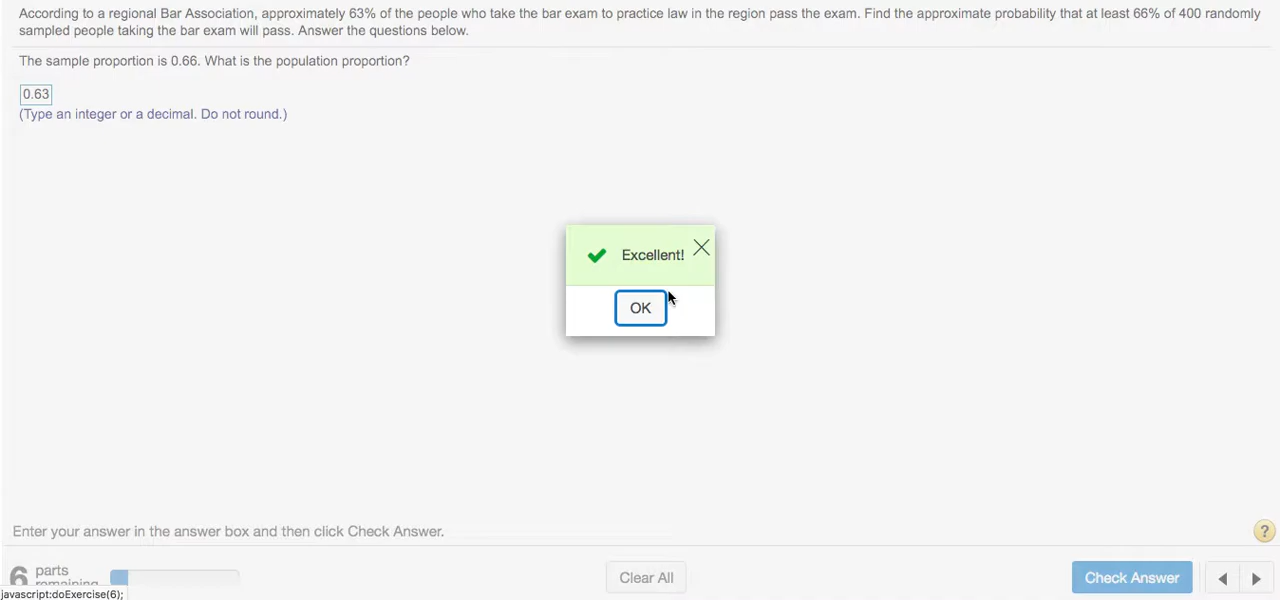 According to a regional Bar Association, approximately 63% of the people who take the bar exam to practice law in the region pass the exam. Find the approximate probability that at least 66% of 400 randomly
sampled people taking the bar exam will pass. Answer the questions below.
The sample proportion is 0.66. What is the population proportion?
0.63
(Type an integer or a decimal. Do not round.)
Excellent!
OK
Enter your answer in the answer box and then click Check Answer.
?
6 parts
remaining
Clear All
Check Answer
javascript:doExercise(6);